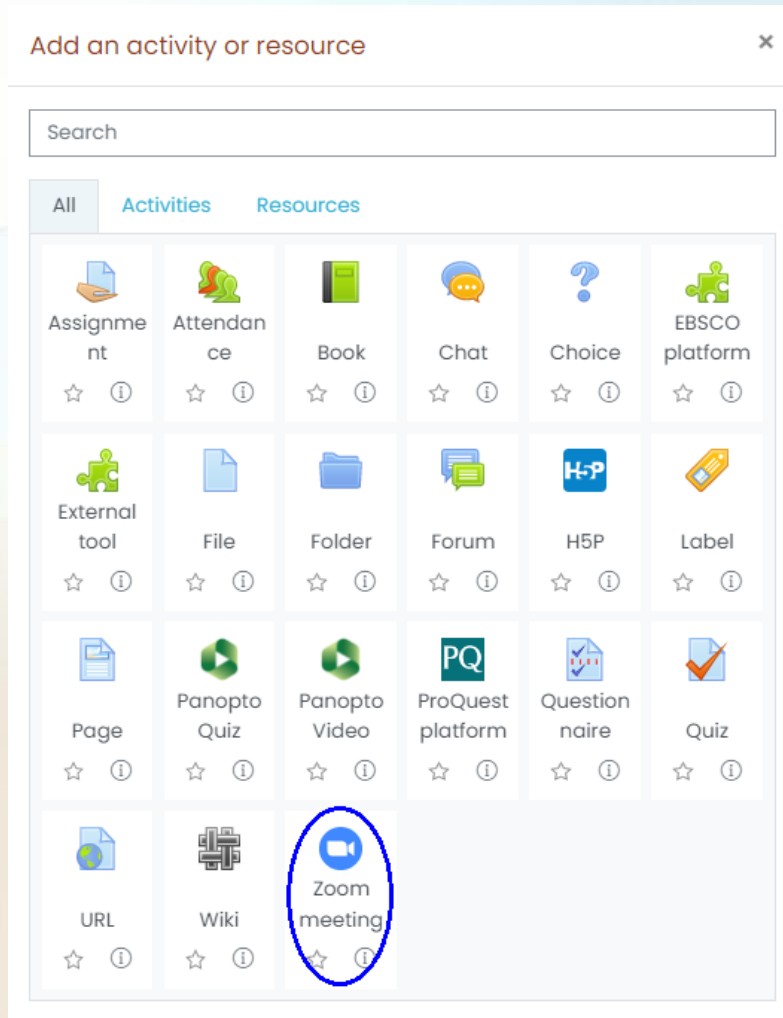 Add an activity or resource ×
Search
All Activities Resources
Assignme
nt
Attendan
ce
Book
Chat
Choice
EBSCO
platform
External
tool
File
Folder
Forum
H5P
H5P
Label
Page
Panopto
Quiz
Panopto
Video
PQ
ProQuest
platform
Question
naire
Quiz
URL
Wiki
Zoom
meeting